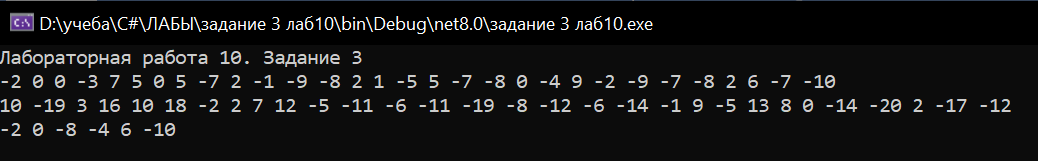 D:\учеба\C#\ЛАБЫ\задание 3 лаб10\bin\Debug\net8.0\задание 3 лаб10.exe
Лабораторная работа 10. Задание 3
-2 0 0 -3 7 5 0 5 -7 2 -1 -9 -8 2 1 -5 5 -7 -8 0 -4 9 -2 -9 -7 -8 2 6 -7 -10
10 -19 3 16 10 18 -2 2 7 12 -5 -11 -6 -11 -19 -8 -12 -6 -14 -1 9 -5 13 8 0 -14 -20 2 -17 -12
-2 0 -8 -4 6 -10